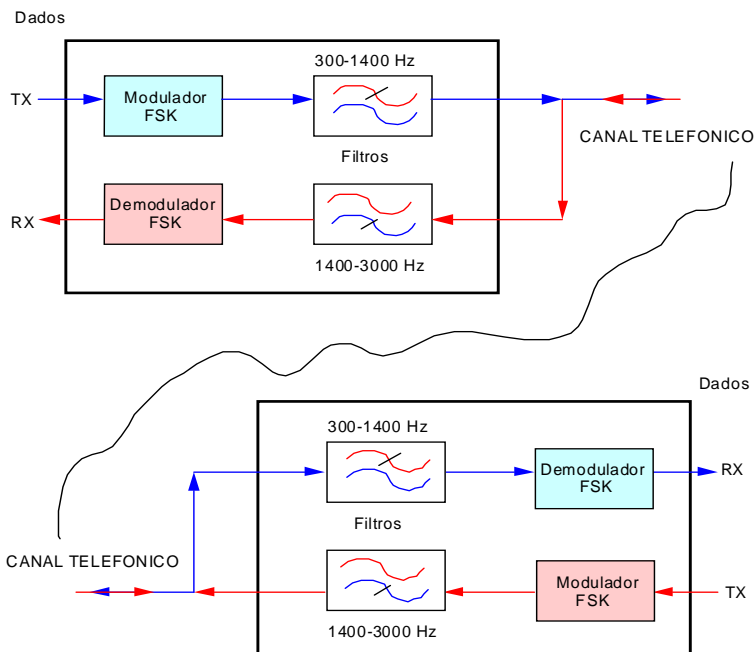 Dados
300-1400 Hz
TX
Modulador
FSK
CANAL TELEFONICO
Filtros
RX
Demodulador
FSK
1400-3000 Hz
Dados
300-1400 Hz
Demodulador
FSK
RX
Filtros
CANAL TELEFONICO
Modulador
FSK
TX
1400-3000 Hz